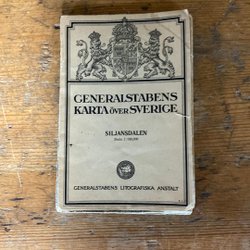 GENERALSTABENS
KARTA ÖVER SVERIGE
SILJANSDALEN
GENERALSTABENS LITOGRAFISKA ANSTALT